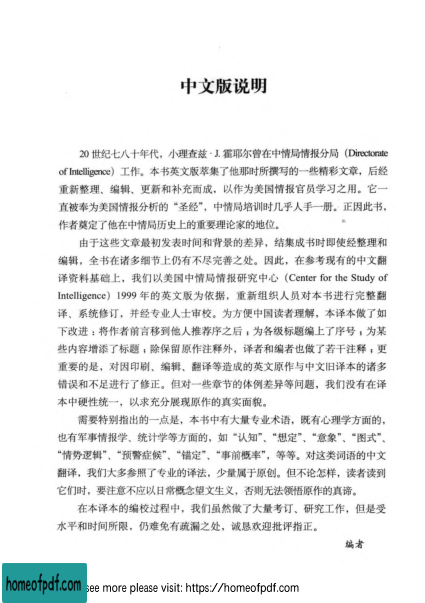 中文版说明
20 世纪七八十年代，小理查兹·J. 霍耶尔曾在中情局情报分局（Directorate
of Intelligence）工作。本书英文版萃集了他那时所撰写的一些精彩文章，后经
重新整理、编辑、更新和补充而成，以作为美国情报官员学习之用。它一
直被奉为美国情报分析的“圣经”，中情局培训时几乎人手一册。正因此书，
作者奠定了他在中情局历史上的重要理论家的地位。
由于这些文章最初发表时间和背景的差异，结集成书时即使经整理和
编辑，全书在诸多细节上仍有不尽完善之处。因此，在参考现有的中文翻
译资料基础上，我们以美国中情局情报研究中心（Center for the Study of
Intelligence）1999 年的英文版为依据，重新组织人员对本书进行完整翻
译、系统修订，并经专业人士审校。为方便中国读者理解，本译本做了如
下改进：将作者前言移到他人推荐序之后；为各级标题编上了序号；为某
些内容增添了标题；除保留原作注释外，译者和编者也做了若干注释；更
重要的是，对因印刷、编辑、翻译等造成的英文原作与中文旧译本的诸多
错误和不足进行了修正。但对一些章节的体例差异等问题，我们没有在译
本中硬性统一，以求充分展现原作的真实面貌。
需要特别指出的一点是，本书中有大量专业术语，既有心理学方面的，
也有军事情报学、统计学等方面的，如“认知”、“想定”、“意象”、“图式”、
“情势逻辑”、“预警症候”、“锚定”、“事前概率”，等等。对这类词语的中文
翻译，我们大多参照了专业的译法，少量属于原创。但不论怎样，读者读到
它们时，要注意不应以日常概念望文生义，否则无法领悟原作的真谛。
在本译本的编校过程中，我们虽然做了大量考订、研究工作，但是受
水平和时间所限，仍难免有疏漏之处，诚恳欢迎批评指正。
编者
homeofpdf.com
see more please visit: https://homeofpdf.com